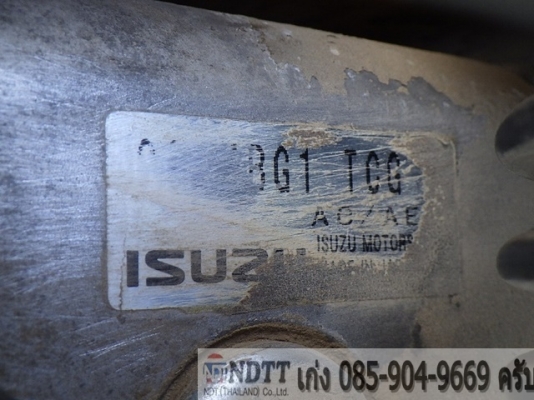 RG1 TCG
AC/AE
ISUZU MOTORS
ISUZU
NDTT
NDT (THAILAND) Co.,Ltd.
เก่ง 085-904-9669 ครับ